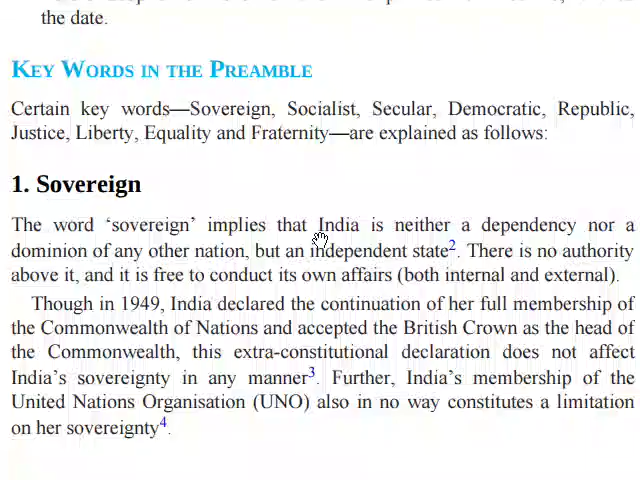 the date.
KEY WORDS IN THE PREAMBLE
Certain key words—Sovereign, Socialist, Secular, Democratic, Republic,
Justice, Liberty, Equality and Fraternity—are explained as follows:
1. Sovereign
The word ‘sovereign’ implies that India is neither a dependency nor a
dominion of any other nation, but an independent state2. There is no authority
above it, and it is free to conduct its own affairs (both internal and external).
Though in 1949, India declared the continuation of her full membership of
the Commonwealth of Nations and accepted the British Crown as the head of
the Commonwealth, this extra-constitutional declaration does not affect
India’s sovereignty in any manner3. Further, India’s membership of the
United Nations Organisation (UNO) also in no way constitutes a limitation
on her sovereignty4.